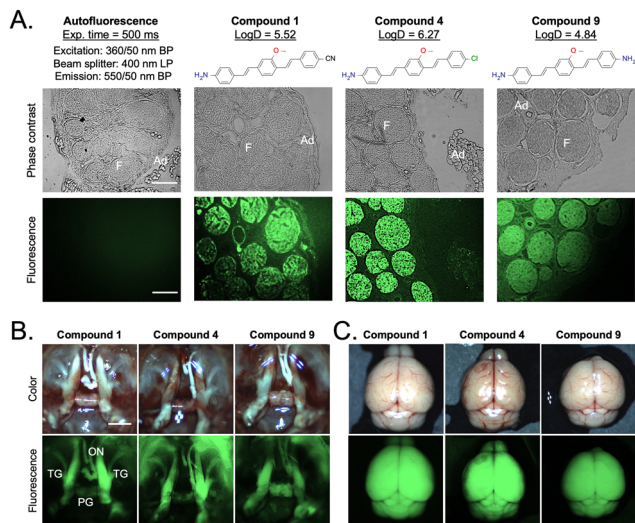 A.
Autofluorescence
Exp. time = 500 ms
Excitation: 360/50 nm BP
Beam splitter: 400 nm LP
Emission: 550/50 nm BP
Compound 1
LogD = 5.52
O
CN
H₂N
Compound 4
LogD = 6.27
O
Cl
H₂N
Compound 9
LogD = 4.84
O
NH₂
H₂N
Phase contrast
F
Ad
F
Ad
F
Ad
Ad
F
Fluorescence
B.
Compound 1
Compound 4
Compound 9
Color
Fluorescence
ON
TG
TG
PG
C.
Compound 1
Compound 4
Compound 9
Color
Fluorescence